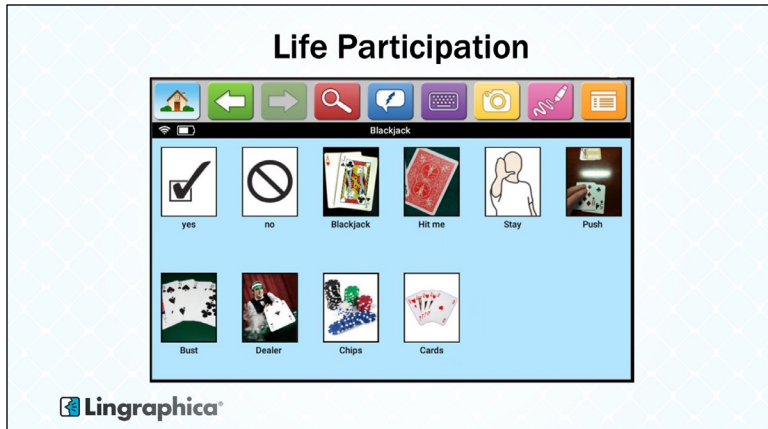 Life Participation
Blackjack
yes no Blackjack Hit me Stay Push
Bust Dealer Chips Cards
Lingraphica®